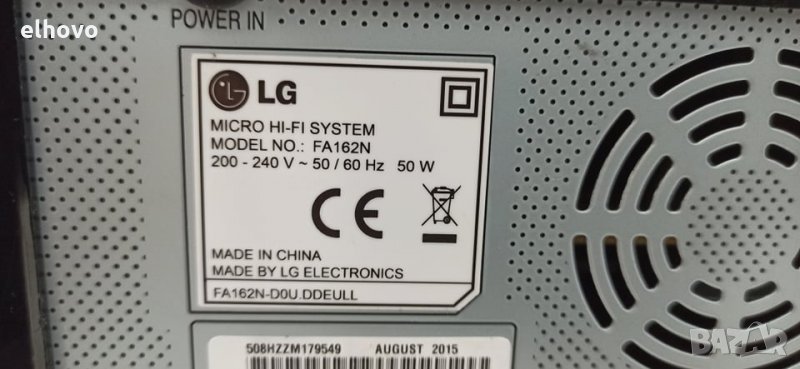 elhovo
POWER IN
LG
MICRO HI-FI SYSTEM
MODEL NO.: FA162N
200 - 240 V ~ 50 / 60 Hz 50 W
CE
MADE IN CHINA
MADE BY LG ELECTRONICS
FA162N-D0U.DDEULL
508HZZM179549 AUGUST 2015
BAZAR